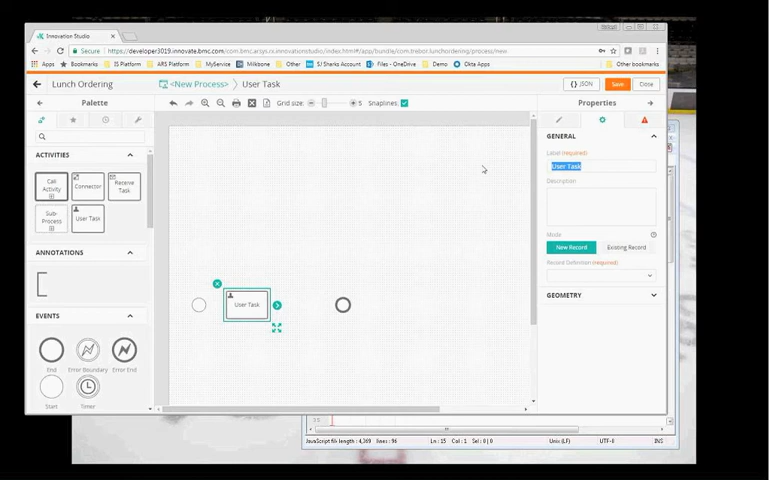 Innovation Studio
Secure
https://developer3019.innovate.bmc.com/com.bmc.arsys.rx.innovationstudio/index.html#/app/bundle/com.trebor.lunchordering/process/new
Apps
Bookmarks
IS Platform
ARS Platform
MyService
Milkbone
Other
SJ Sharks Account
Files - OneDrive
Demo
Okta Apps
Other bookmarks
Lunch Ordering
<New Process>
User Task
{} JSON
Save
Close
Palette
Grid size:
5
Snaplines:
Properties
ACTIVITIES
Call Activity
Connector
Receive Task
Sub-Process
User Task
ANNOTATIONS
EVENTS
End
Error Boundary
Error End
Start
Timer
User Task
GENERAL
Label (required)
User Task
Description
Mode
New Record
Existing Record
Record Definition (required)
GEOMETRY
JavaScript file
length : 4,369
lines : 96
Ln : 15
Col : 1
Sel : 0 | 0
Unix (LF)
UTF-8
INS